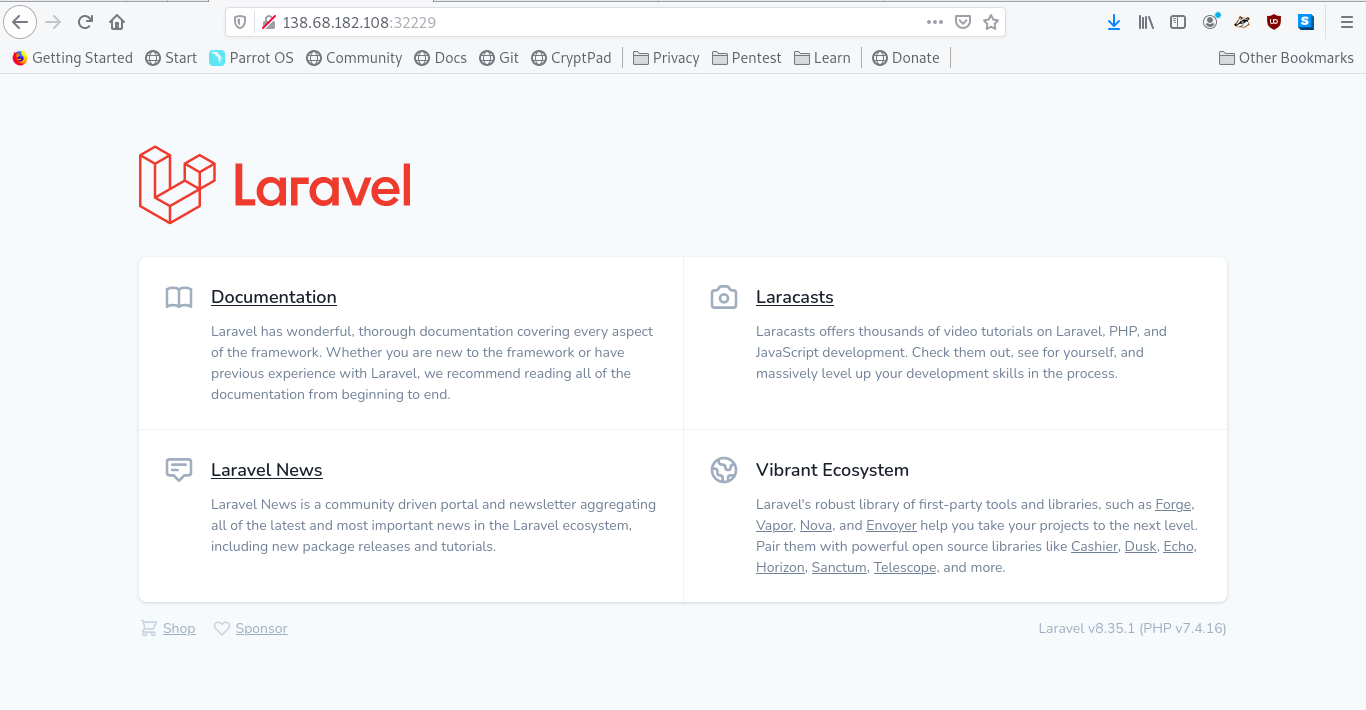 138.68.182.108:32229
Getting Started Start Parrot OS Community Docs Git CryptPad Privacy Pentest Learn Donate Other Bookmarks
Laravel
Documentation
Laravel has wonderful, thorough documentation covering every aspect
of the framework. Whether you are new to the framework or have
previous experience with Laravel, we recommend reading all of the
documentation from beginning to end.
Laracasts
Laracasts offers thousands of video tutorials on Laravel, PHP, and
JavaScript development. Check them out, see for yourself, and
massively level up your development skills in the process.
Laravel News
Laravel News is a community driven portal and newsletter aggregating
all of the latest and most important news in the Laravel ecosystem,
including new package releases and tutorials.
Vibrant Ecosystem
Laravel's robust library of first-party tools and libraries, such as Forge,
Vapor, Nova, and Envoyer help you take your projects to the next level.
Pair them with powerful open source libraries like Cashier, Dusk, Echo,
Horizon, Sanctum, Telescope, and more.
Shop Sponsor
Laravel v8.35.1 (PHP v7.4.16)